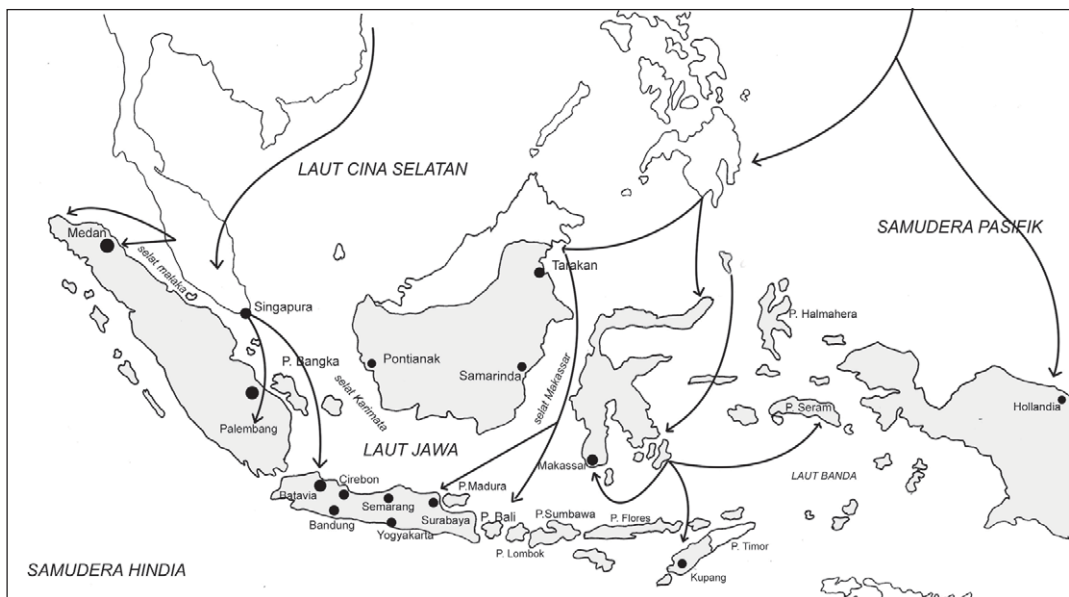 LAUT CINA SELATAN
SAMUDERA PASIFIK
Medan
selat malaka
Tarakan
Singapura
P. Halmahera
P. Bangka
Pontianak
selat Karimata
Samarinda
selat Makassar
Palembang
P. Seram
Hollandia
LAUT JAWA
Makassar
LAUT BANDA
Cirebon
Batavia
P.Madura
Semarang
Surabaya
Bandung
Yogyakarta
P. Bali
P.Sumbawa
P. Flores
P. Lombok
P. Timor
Kupang
SAMUDERA HINDIA